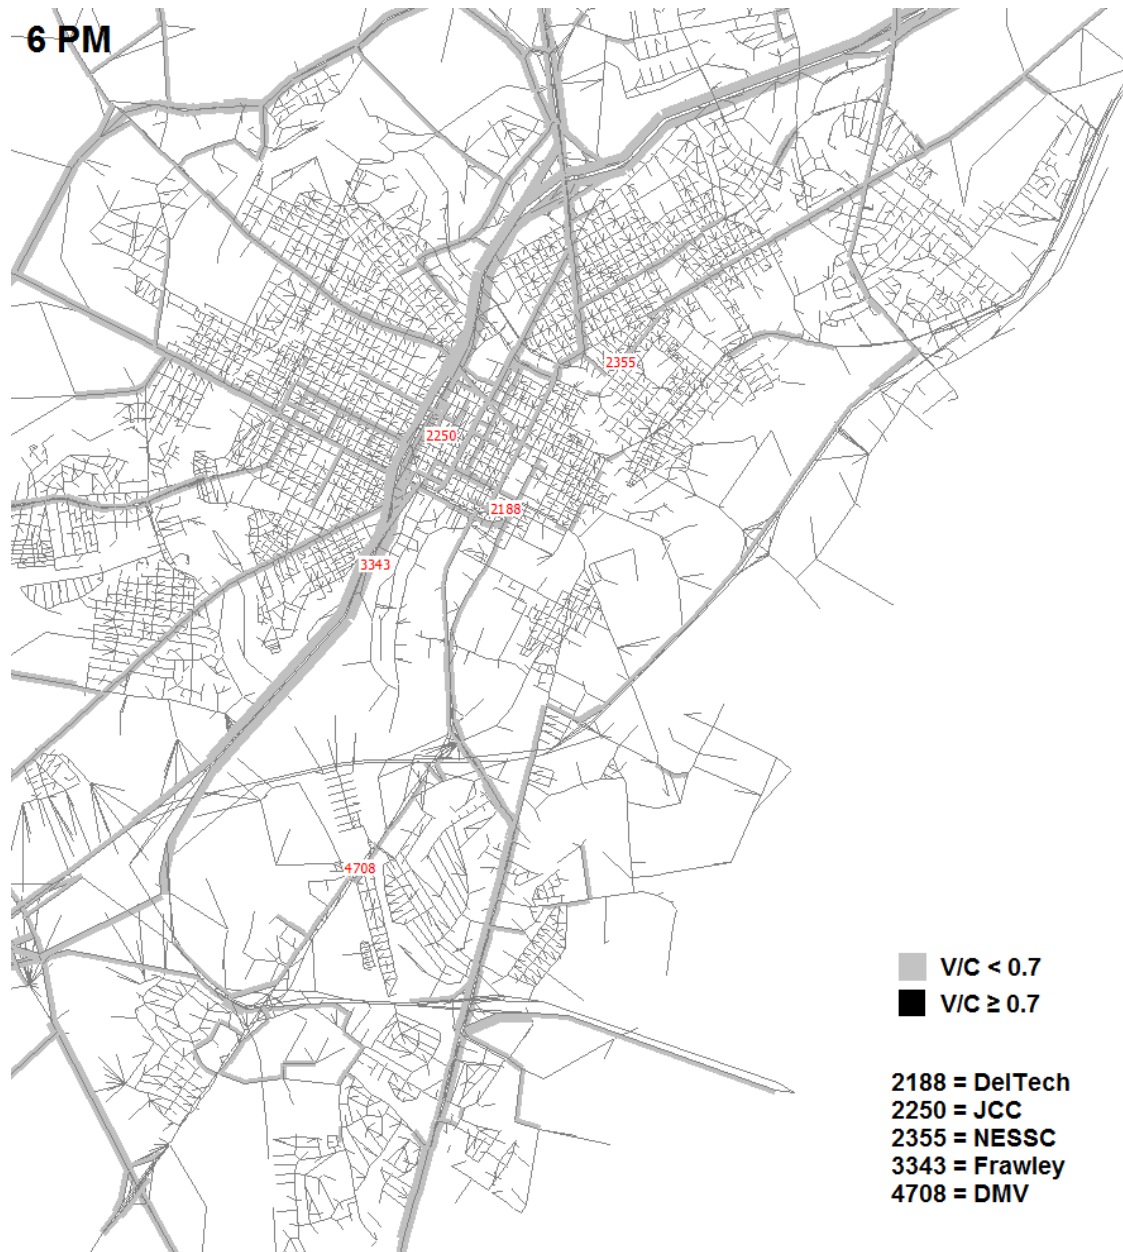 6 PM
2355
2250
2188
3343
4708
V/C < 0.7
V/C ≥ 0.7
2188 = DelTech
2250 = JCC
2355 = NESSC
3343 = Frawley
4708 = DMV